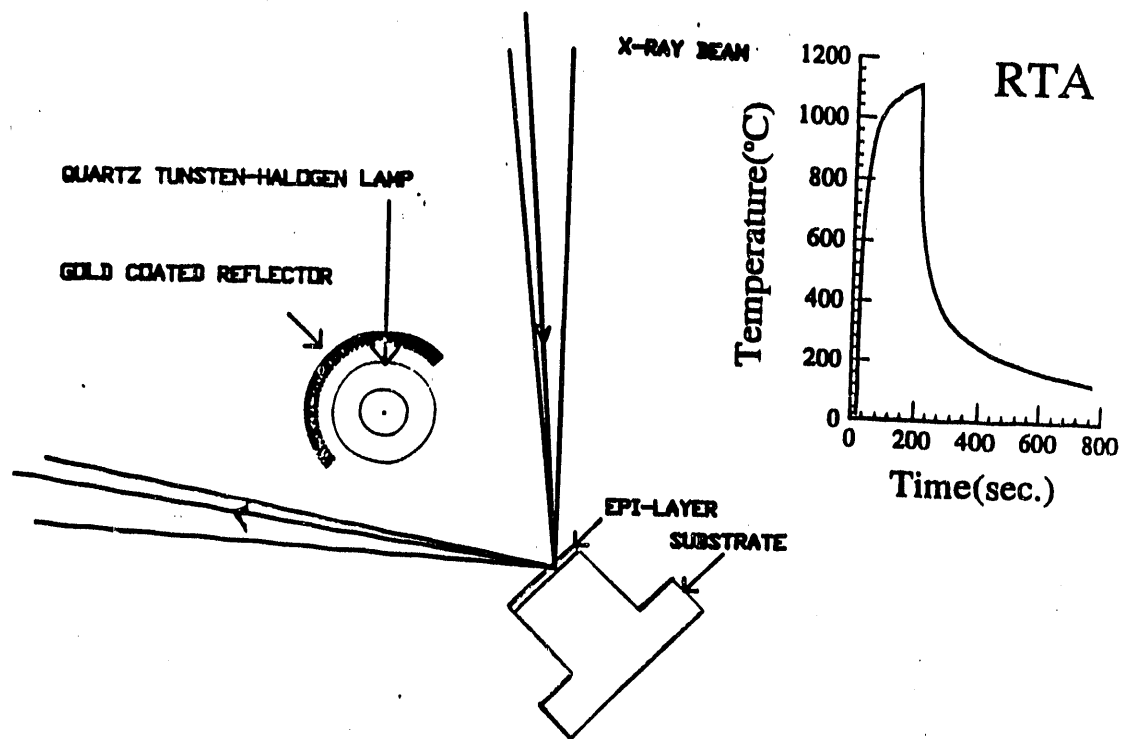 X-RAY BEAM
QUARTZ TUNSTEN-HALOGEN LAMP
GOLD COATED REFLECTOR
EPI-LAYER
SUBSTRATE
RTA
Temperature(°C)
1200
1000
800
600
400
200
0
0 200 400 600 800
Time(sec.)